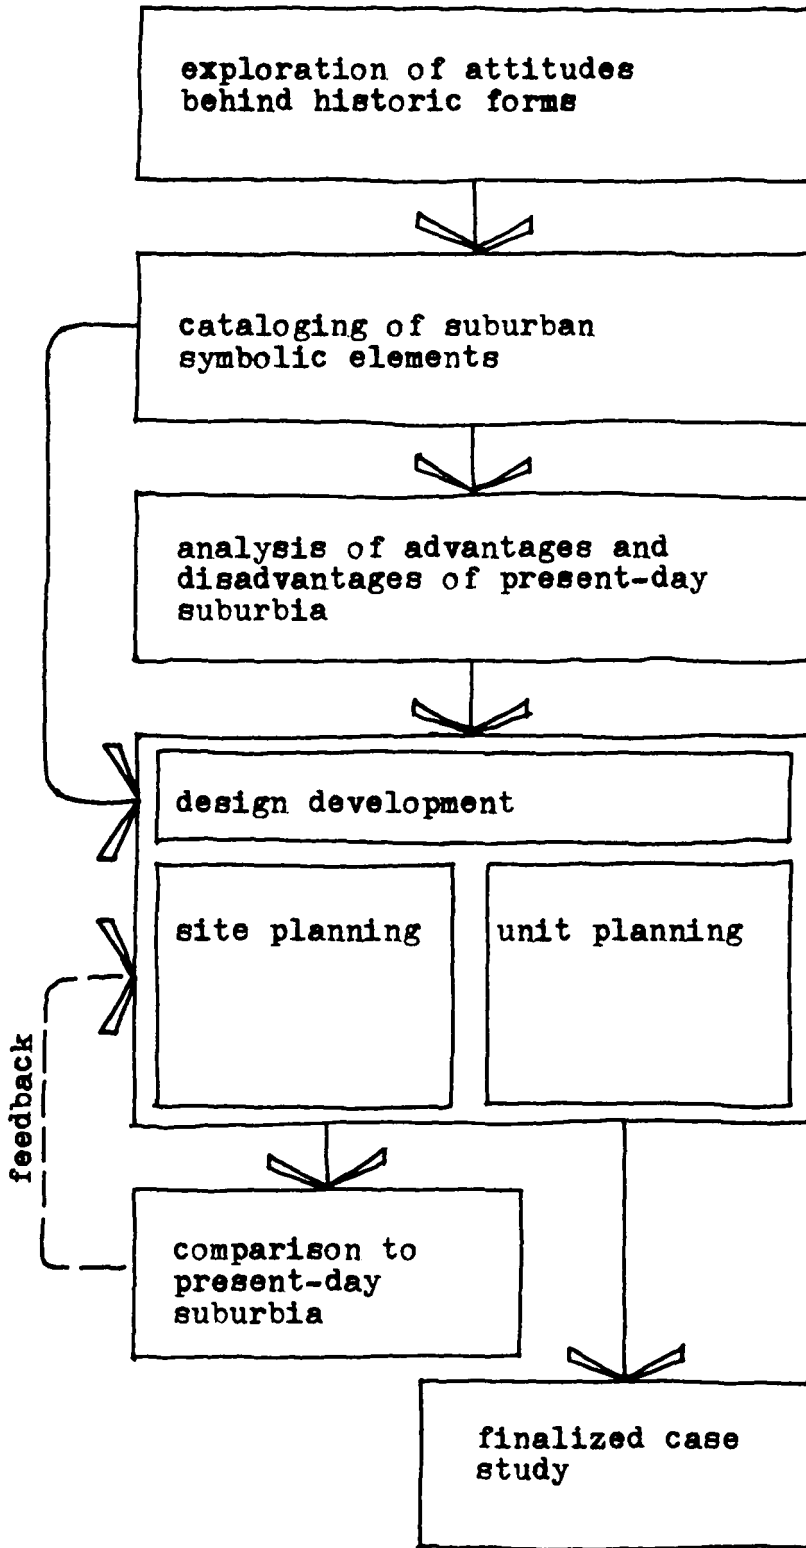 exploration of attitudes
behind historic forms
cataloging of suburban
symbolic elements
analysis of advantages and
disadvantages of present-day
suburbia
design development
site planning
unit planning
feedback
comparison to
present-day
suburbia
finalized case
study